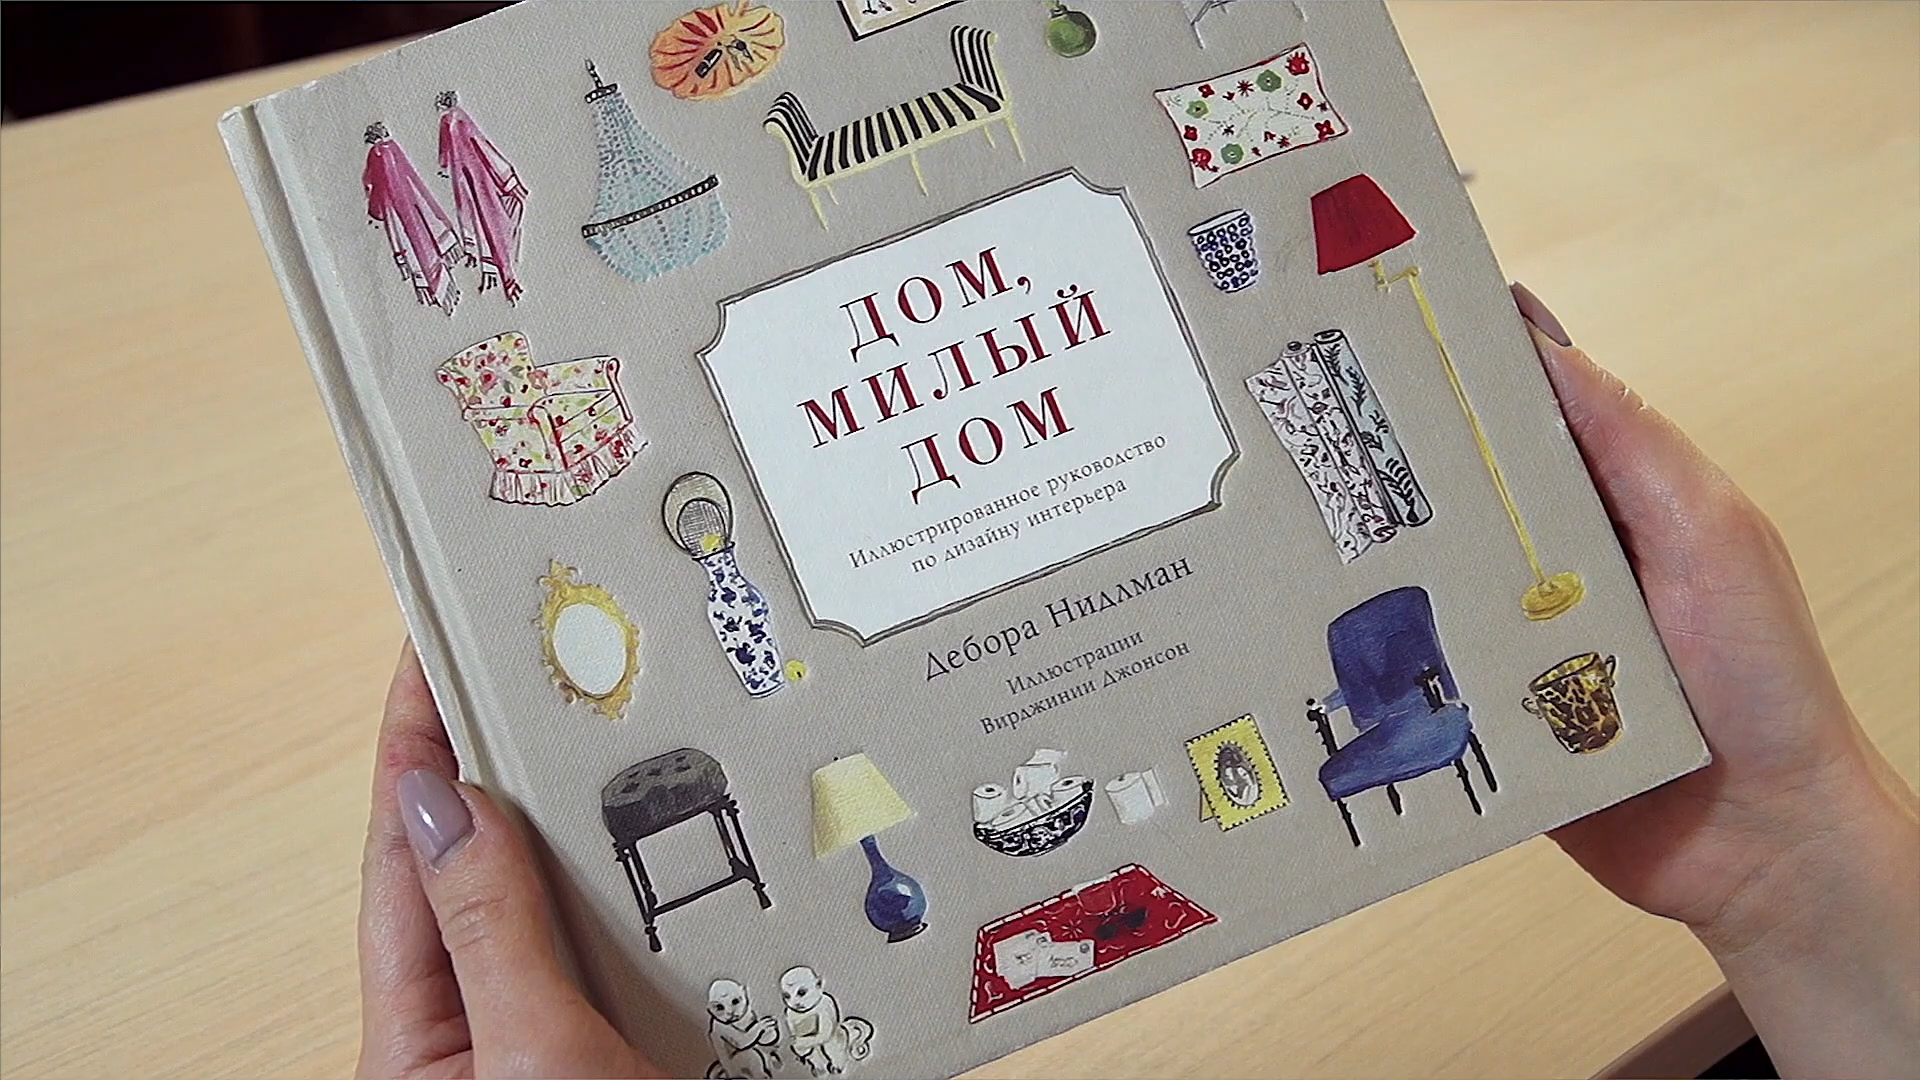 ДОМ,
МИЛЫЙ
ДОМ
Иллюстрированное руководство
по дизайну интерьера
Дебора Нидлман
Иллюстрации
Вирджинии Джонсон